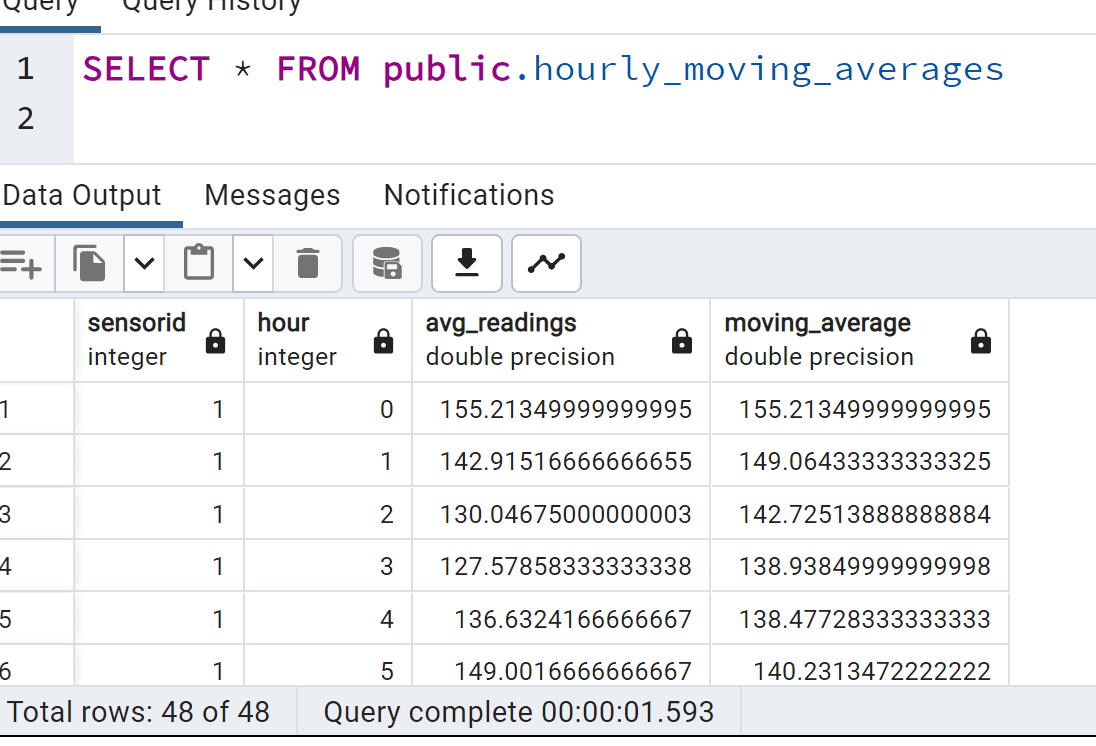 Query Query History
1 SELECT * FROM public.hourly_moving_averages
2
Data Output Messages Notifications
sensorid hour avg_readings moving_average
integer integer double precision double precision
1 1 0 155.21349999999995 155.21349999999995
2 1 1 142.91516666666655 149.06433333333325
3 1 2 130.04675000000003 142.72513888888884
4 1 3 127.57858333333338 138.93849999999998
5 1 4 136.6324166666667 138.47728333333333
6 1 5 149.0016666666667 140.2313472222222
Total rows: 48 of 48 Query complete 00:00:01.593